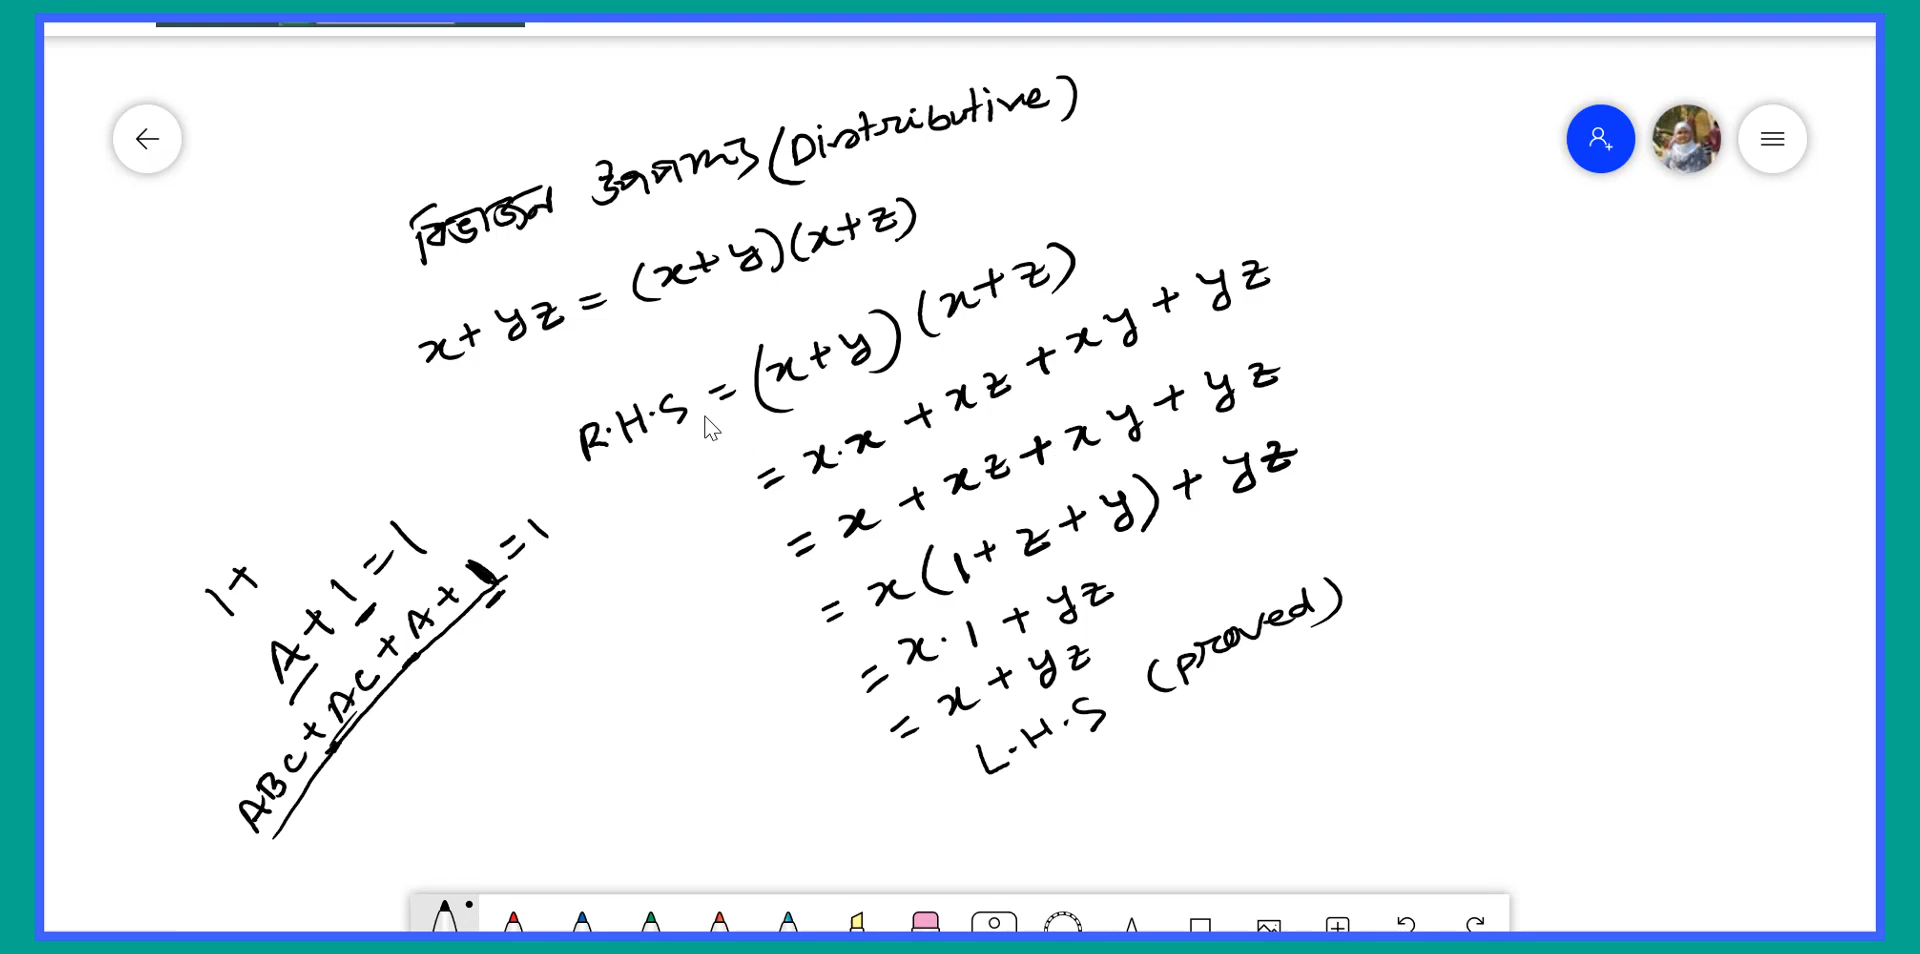 বিভাজন উপপাদ্য (Distributive)
x + yz = (x+y)(x+z)
R.H.S = (x+y)(x+z)
= x.x + xz + xy + yz
= x + xz + xy + yz
= x(1+z+y) + yz
= x.1 + yz
= x + yz
L.H.S (proved)
1+
A+1=1
ABC+AC+A+1=1